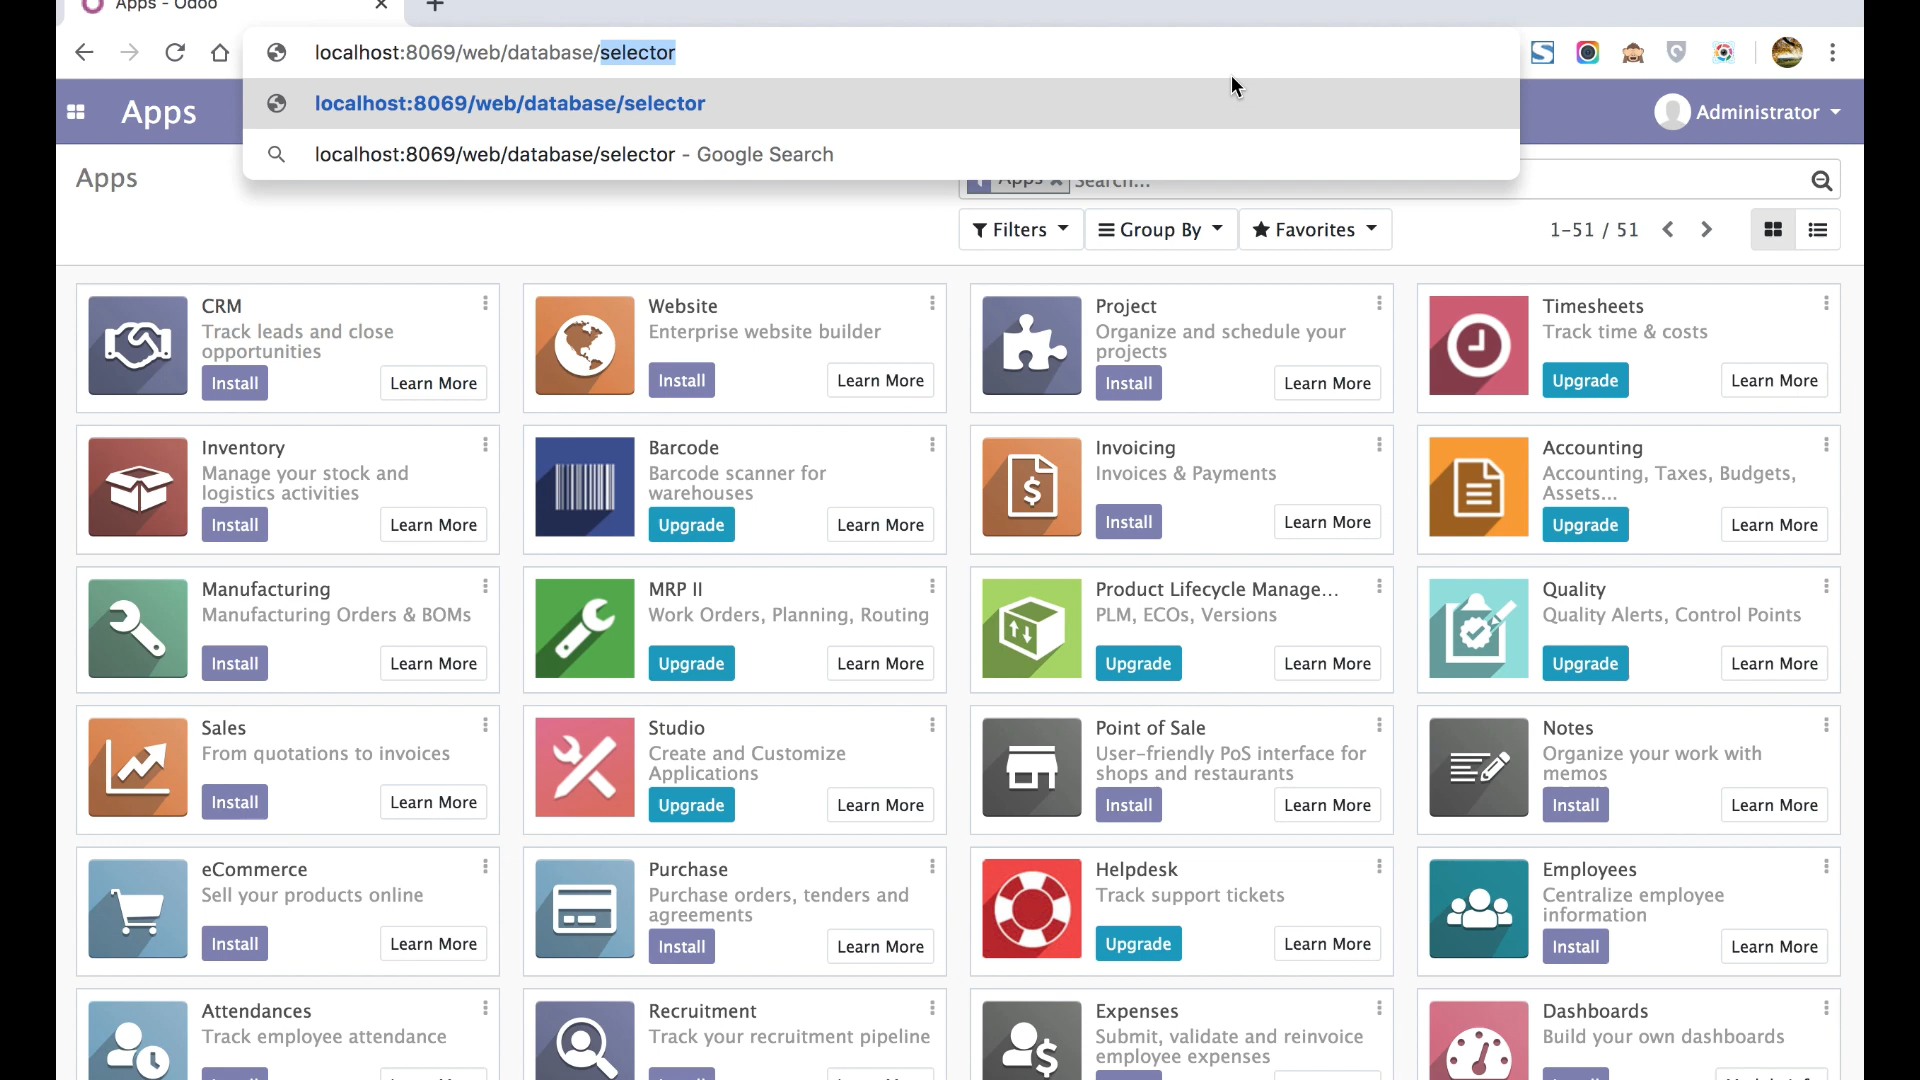 Apps - Odoo
localhost:8069/web/database/selector
localhost:8069/web/database/selector
localhost:8069/web/database/selector - Google Search
Apps
Administrator
Apps
Apps Search...
Filters
Group By
Favorites
1-51 / 51
CRM
Track leads and close
opportunities
Install
Learn More
Website
Enterprise website builder
Install
Learn More
Project
Organize and schedule your
projects
Install
Learn More
Timesheets
Track time & costs
Upgrade
Learn More
Inventory
Manage your stock and
logistics activities
Install
Learn More
Barcode
Barcode scanner for
warehouses
Upgrade
Learn More
Invoicing
Invoices & Payments
Install
Learn More
Accounting
Accounting, Taxes, Budgets,
Assets...
Upgrade
Learn More
Manufacturing
Manufacturing Orders & BOMs
Install
Learn More
MRP II
Work Orders, Planning, Routing
Upgrade
Learn More
Product Lifecycle Manage...
PLM, ECOs, Versions
Upgrade
Learn More
Quality
Quality Alerts, Control Points
Upgrade
Learn More
Sales
From quotations to invoices
Install
Learn More
Studio
Create and Customize
Applications
Upgrade
Learn More
Point of Sale
User-friendly PoS interface for
shops and restaurants
Install
Learn More
Notes
Organize your work with
memos
Install
Learn More
eCommerce
Sell your products online
Install
Learn More
Purchase
Purchase orders, tenders and
agreements
Install
Learn More
Helpdesk
Track support tickets
Upgrade
Learn More
Employees
Centralize employee
information
Install
Learn More
Attendances
Track employee attendance
Recruitment
Track your recruitment pipeline
Expenses
Submit, validate and reinvoice
employee expenses
Dashboards
Build your own dashboards